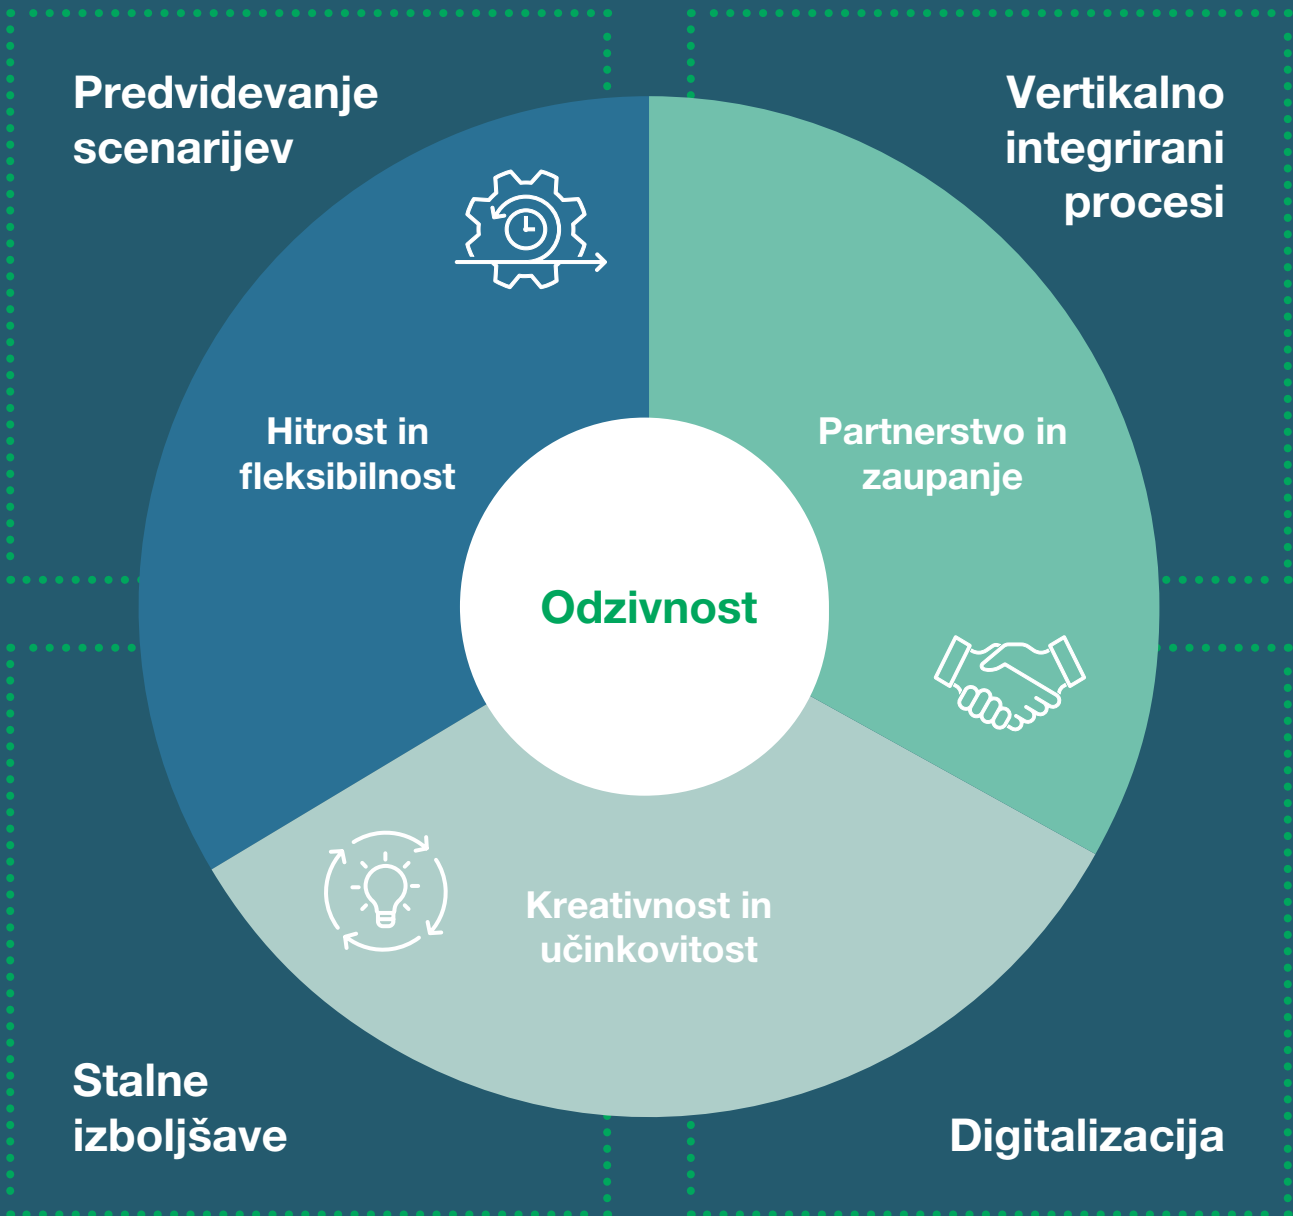 Predvidevanje
scenarijev
Vertikalno
integrirani
procesi
Hitrost in
fleksibilnost
Partnerstvo in
zaupanje
Odzivnost
Kreativnost in
učinkovitost
Stalne
izboljšave
Digitalizacija